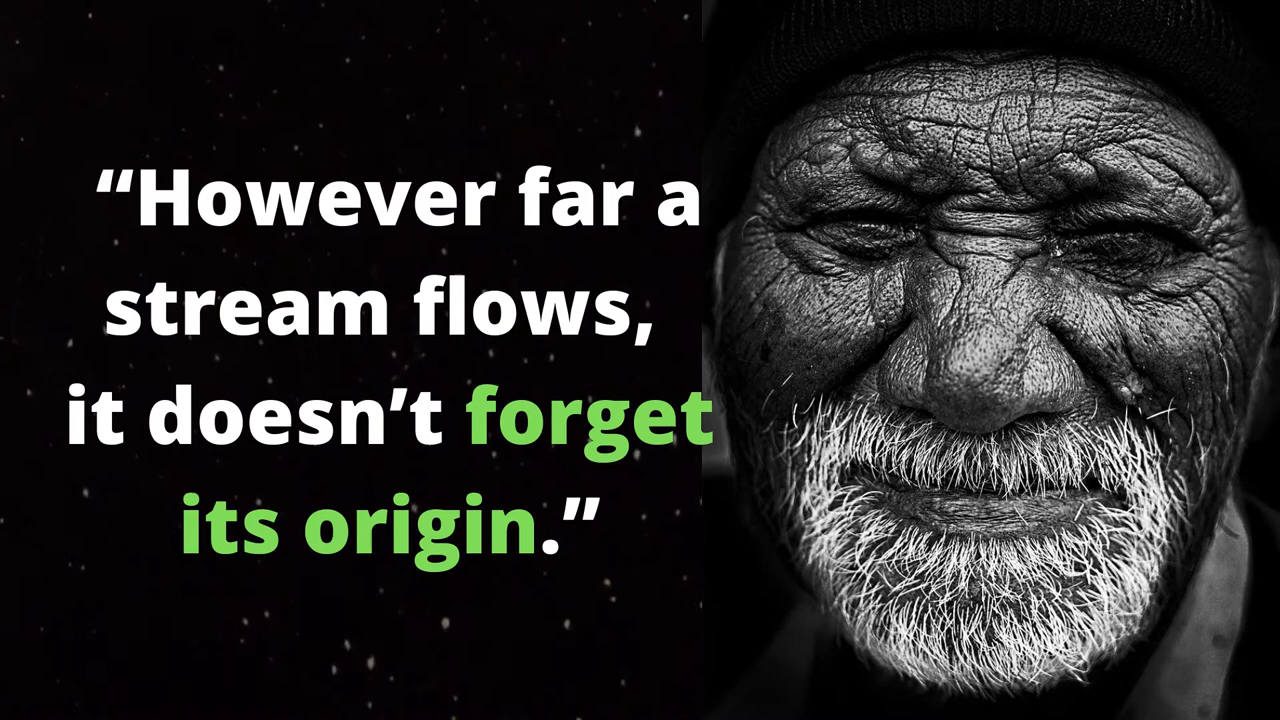 “However far a
stream flows,
it doesn’t forget
its origin.”